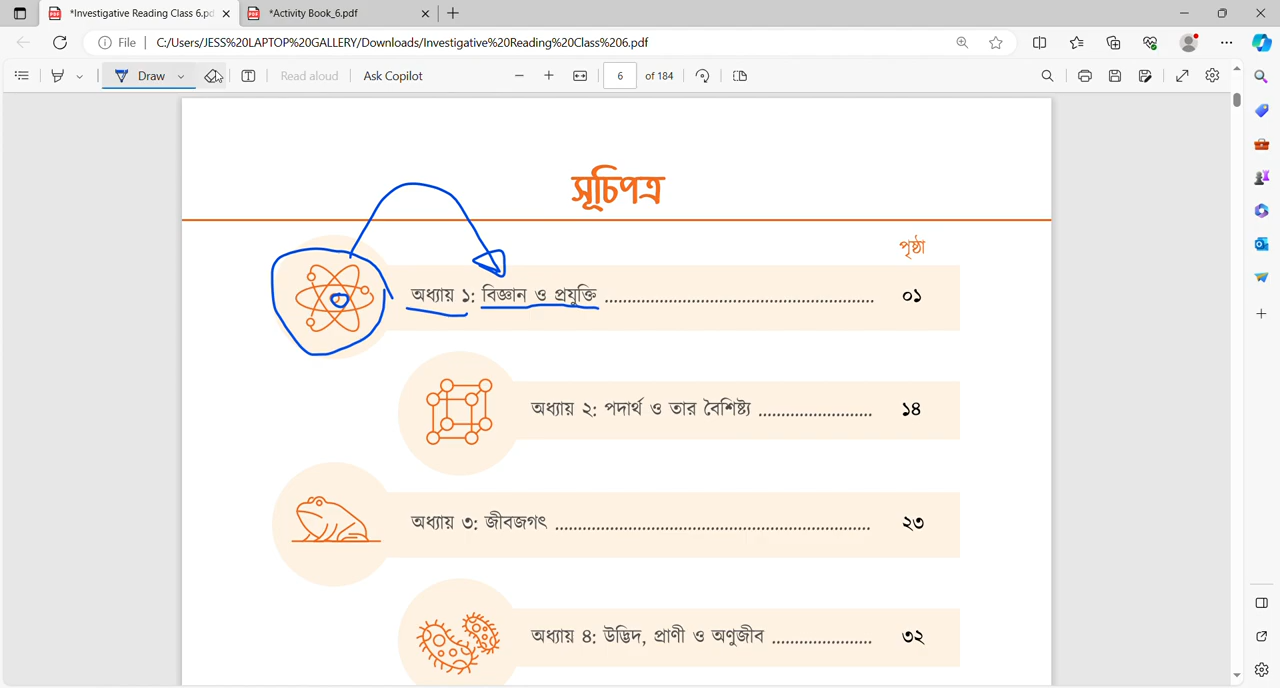 *Investigative Reading Class 6.pd
*Activity Book_6.pdf
File
C:/Users/JESS%20LAPTOP%20GALLERY/Downloads/Investigative%20Reading%20Class%206.pdf
Draw
Read aloud
Ask Copilot
6
of 184
সূচিপত্র
পৃষ্ঠা
অধ্যায় ১: বিজ্ঞান ও প্রযুক্তি ............................................................... ০১
অধ্যায় ২: পদার্থ ও তার বৈশিষ্ট্য .......................... ১৪
অধ্যায় ৩: জীবজগৎ ........................................................................ ২৩
অধ্যায় ৪: উদ্ভিদ, প্রাণী ও অণুজীব ....................... ৩২